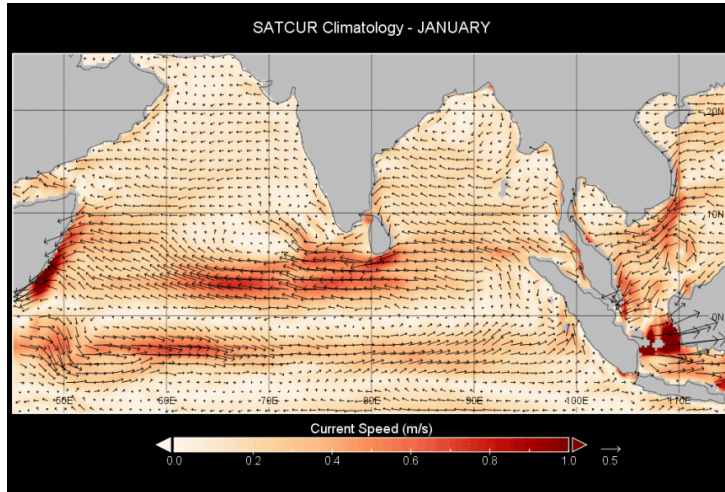 SATCUR Climatology - JANUARY
20N
10N
0N
50E 60E 70E 80E 90E 100E 110E
Current Speed (m/s)
0.0 0.2 0.4 0.6 0.8 1.0 0.5